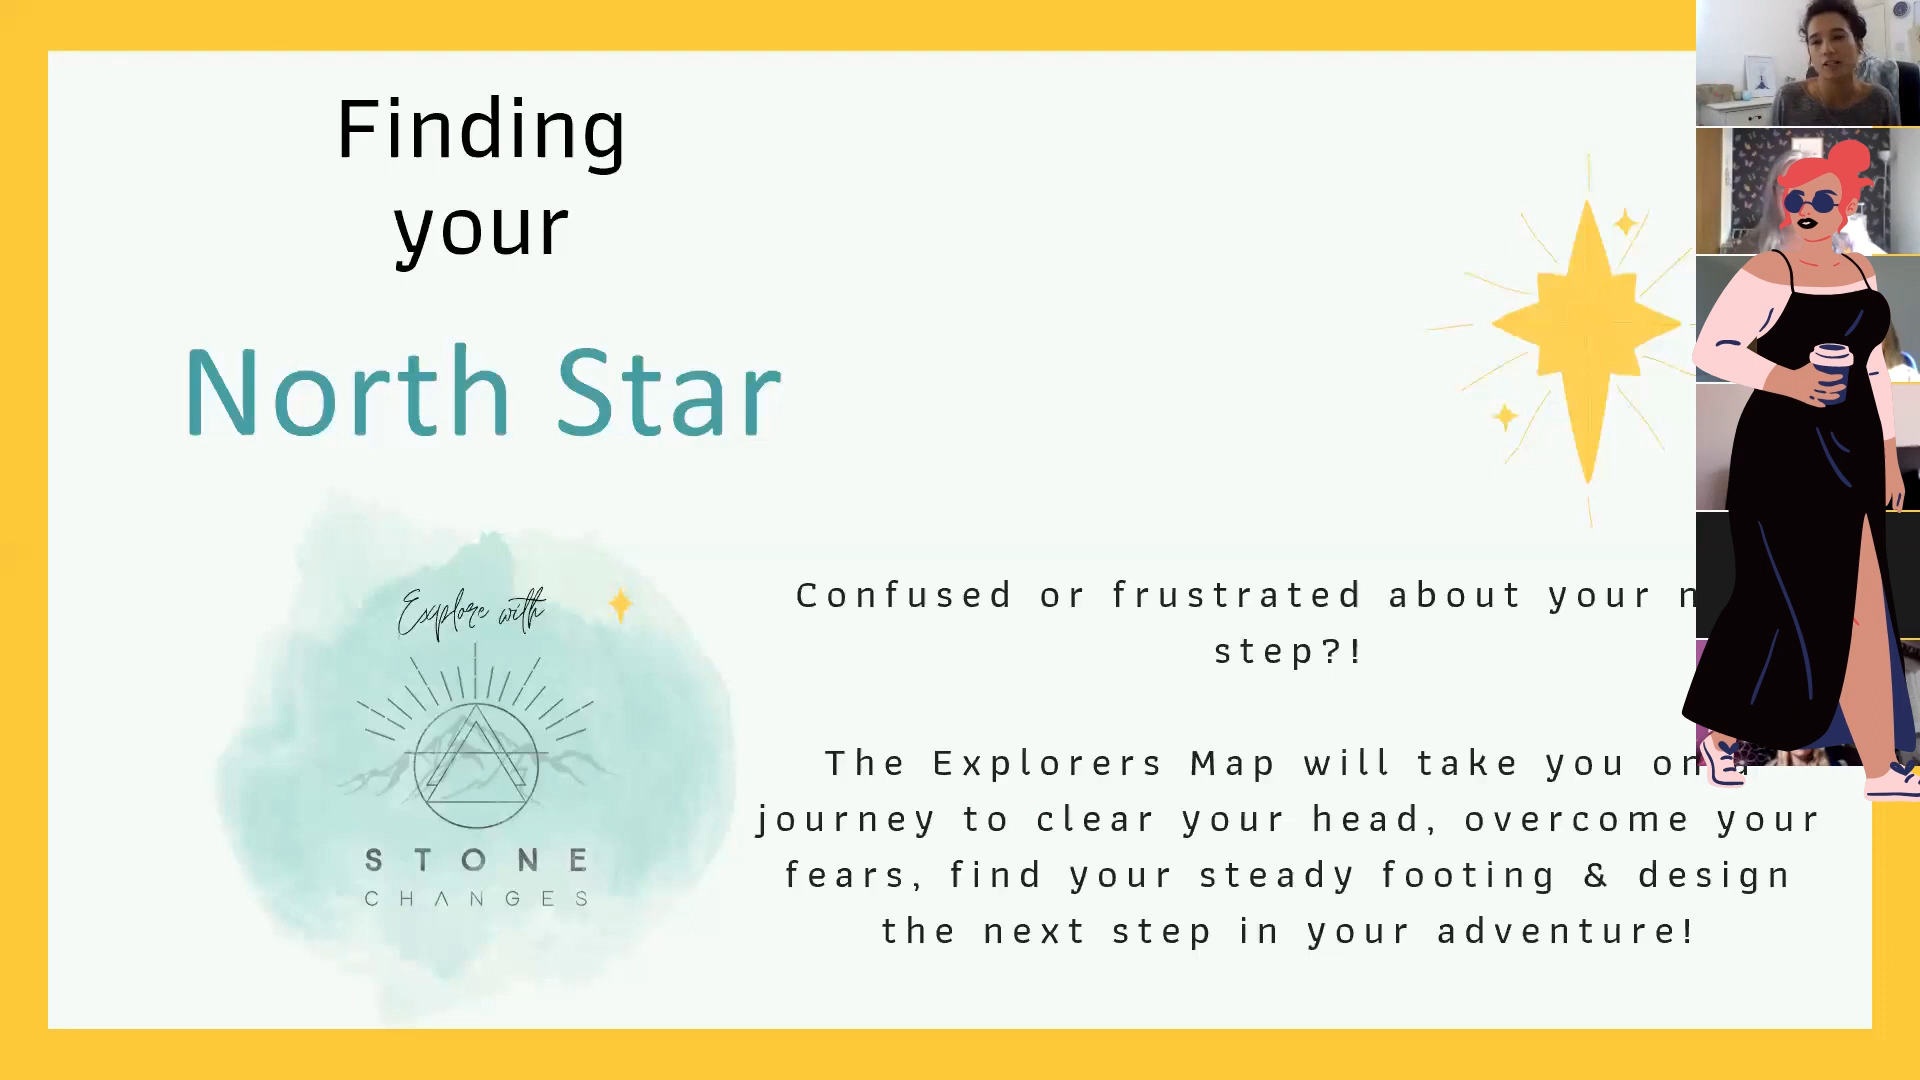 Finding
your
North Star
Explore with
STONE
CHANGES
Confused or frustrated about your
step?!
The Explorers Map will take you on
journey to clear your head, overcome your
fears, find your steady footing & design
the next step in your adventure!